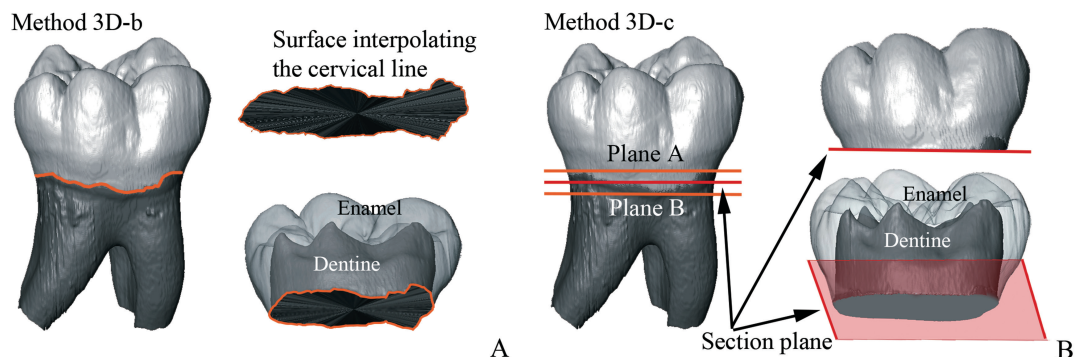 Method 3D-b
Surface interpolating
the cervical line
Enamel
Dentine
A
Method 3D-c
Plane A
Plane B
Enamel
Dentine
Section plane
B